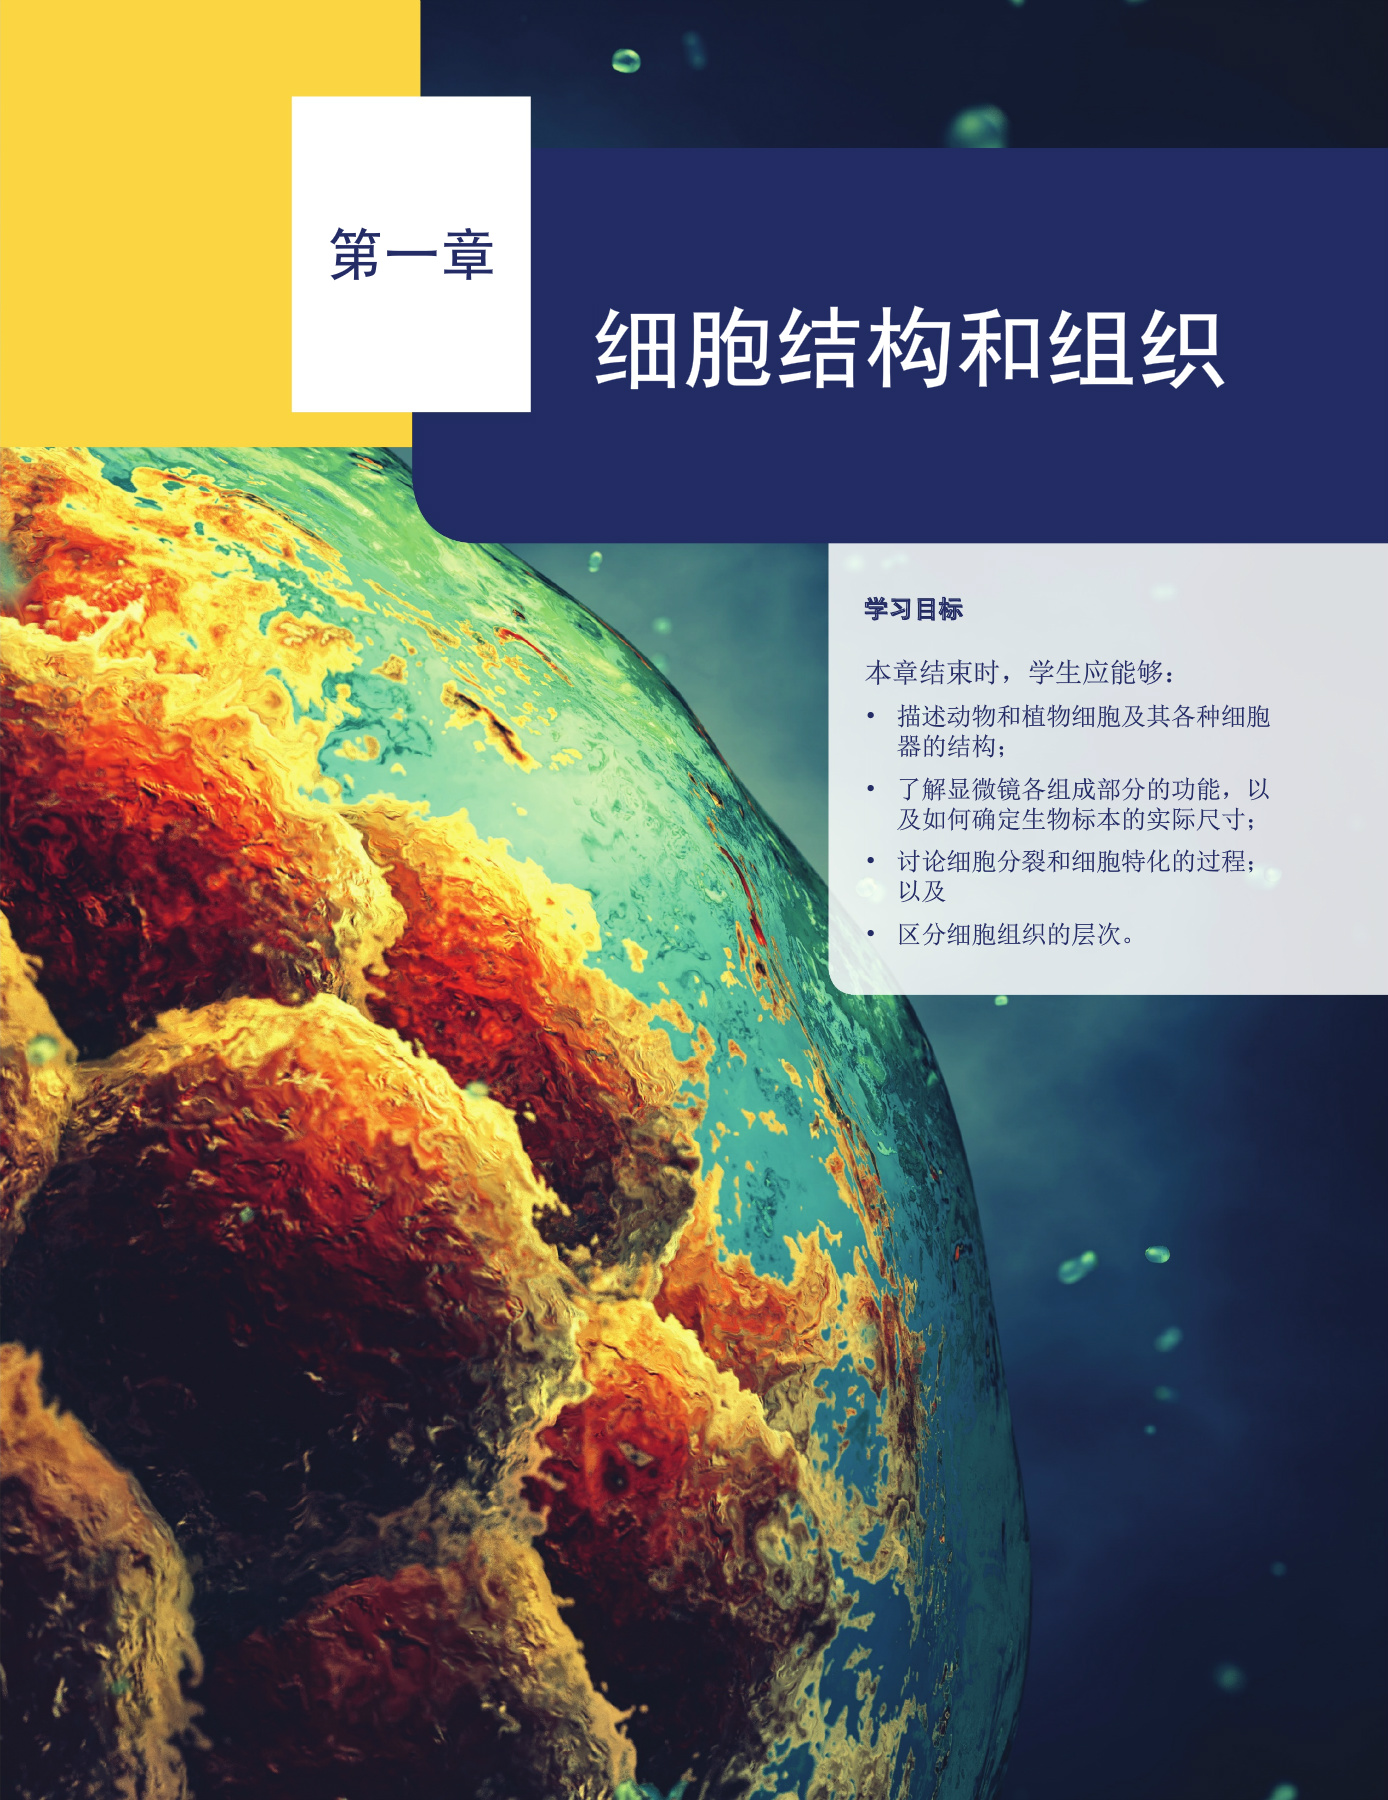 第一章
细胞结构和组织
学习目标
本章结束时，学生应能够：
• 描述动物和植物细胞及其各种细胞
器的结构；
• 了解显微镜各组成部分的功能，以
及如何确定生物标本的实际尺寸；
• 讨论细胞分裂和细胞特化的过程；
以及
• 区分细胞组织的层次。